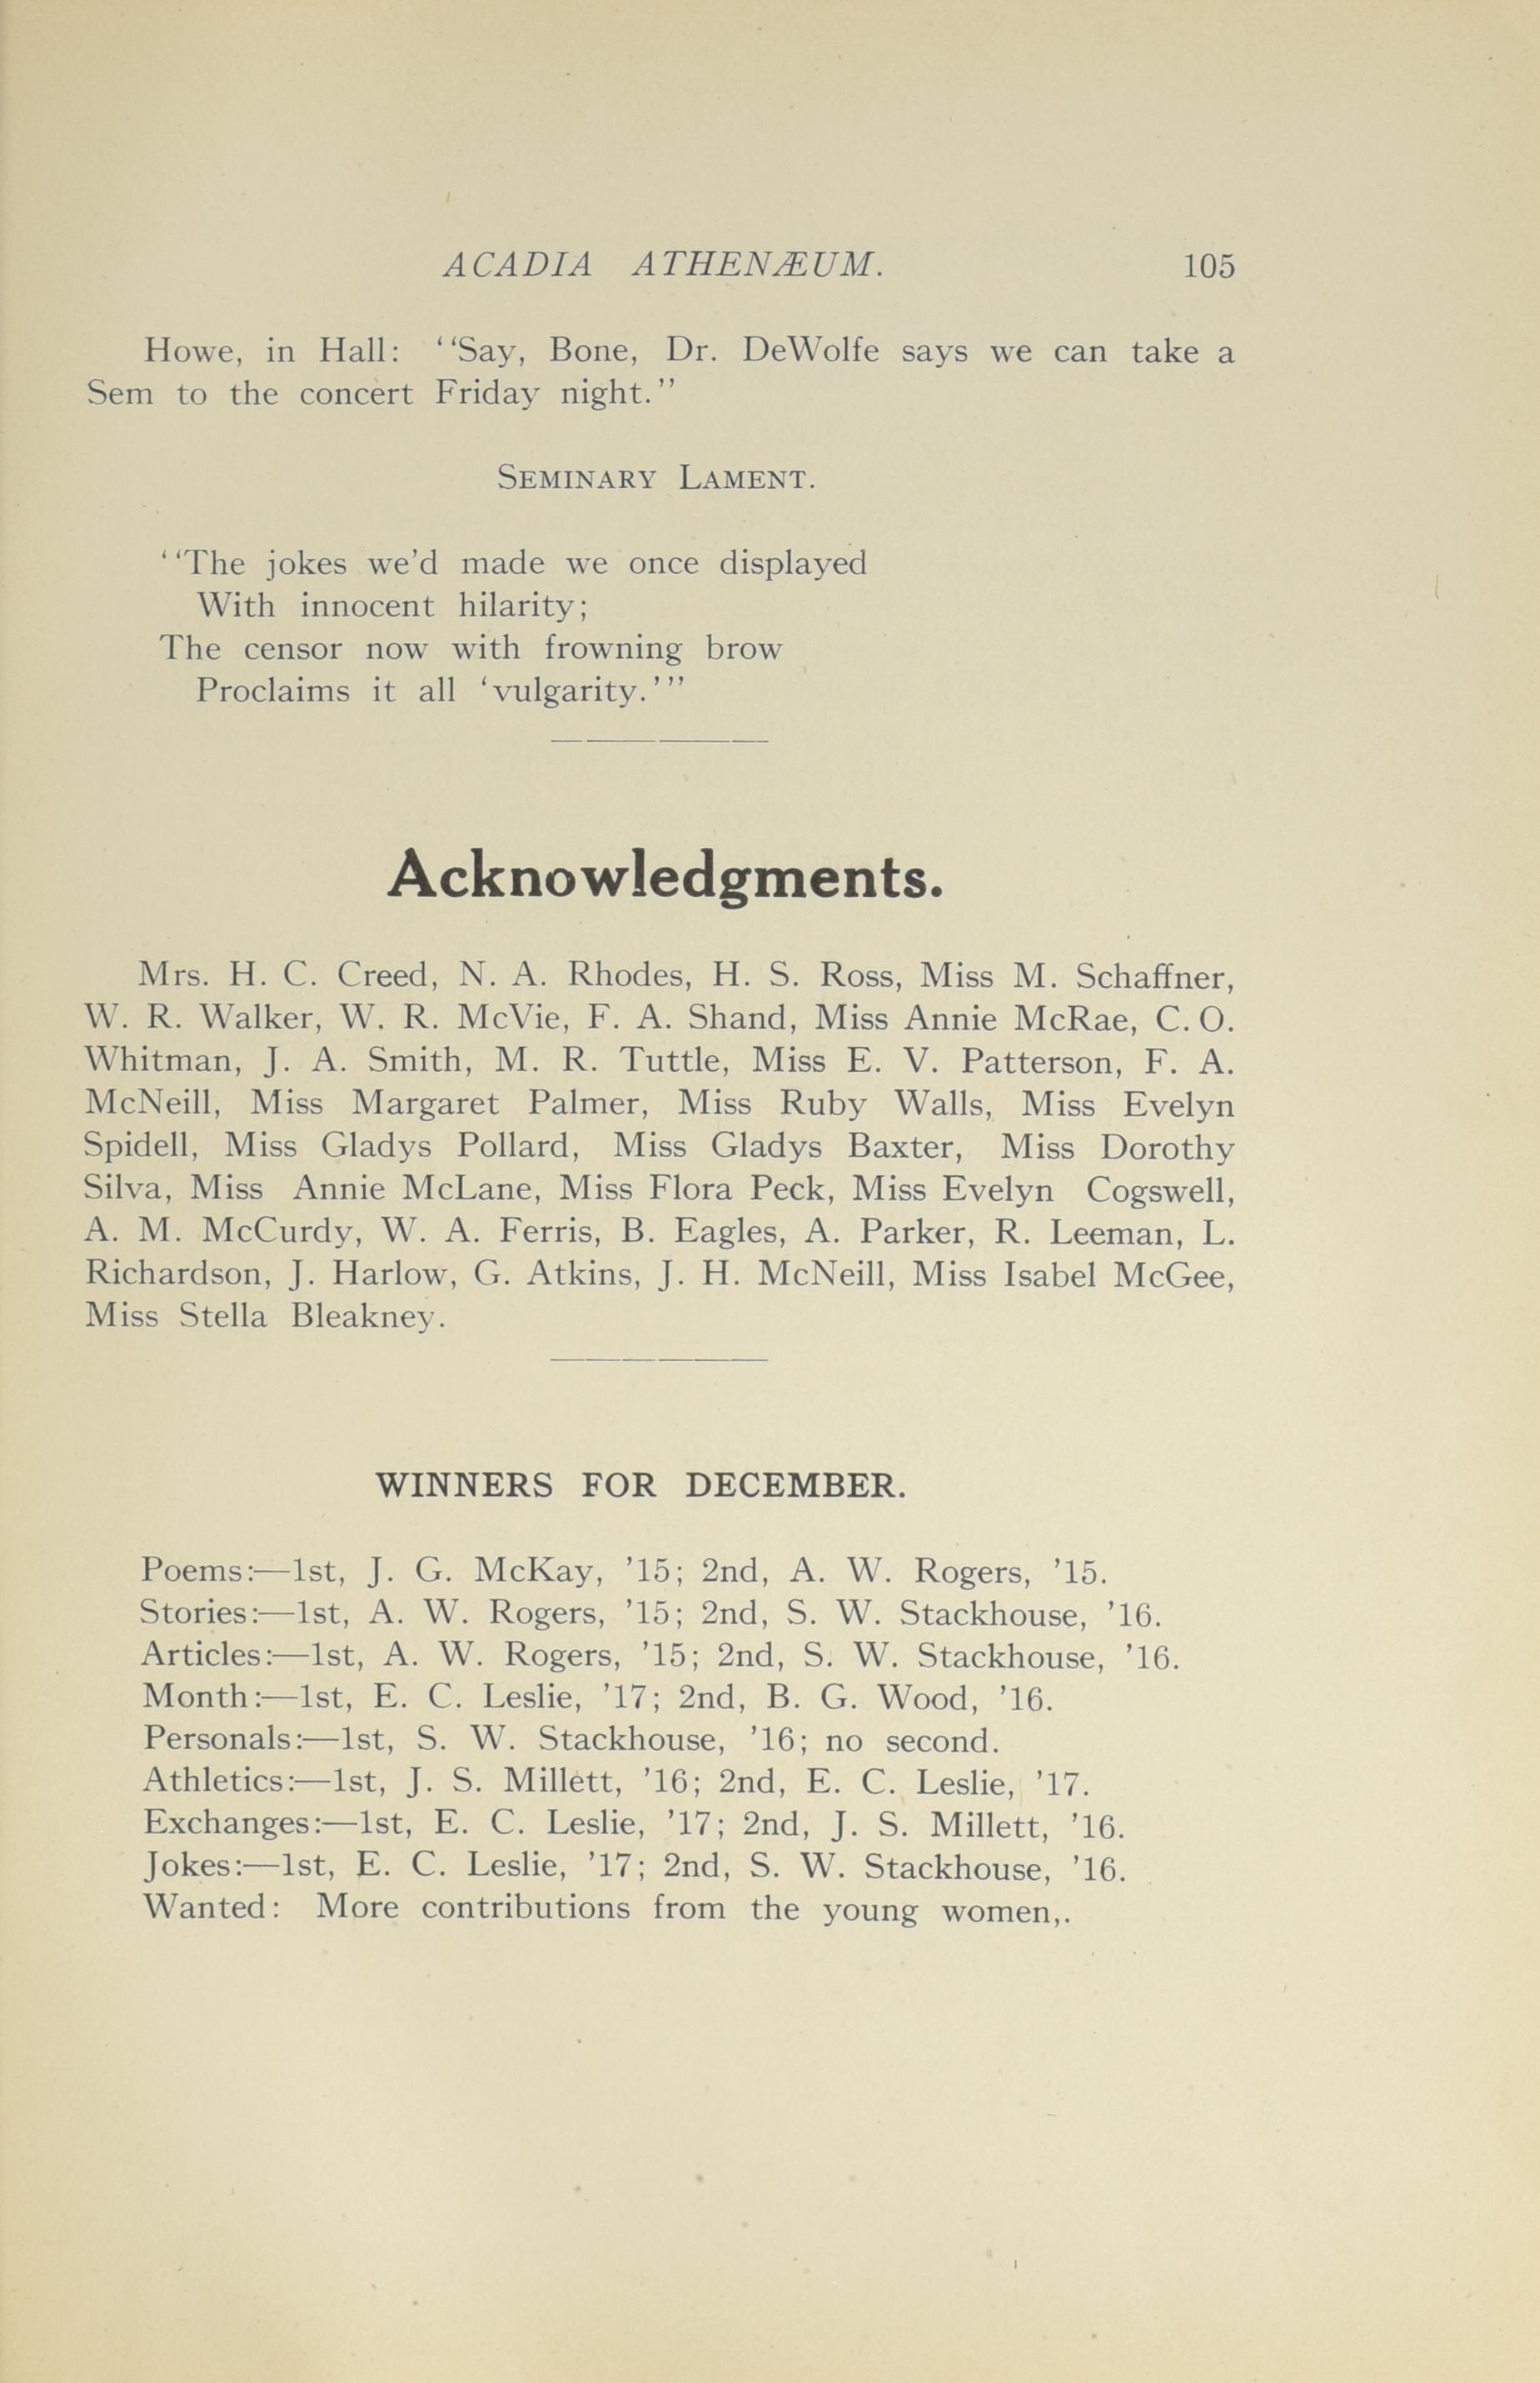 ACADIA ATHENÆUM. 105
Howe, in Hall: "Say, Bone, Dr. DeWolfe says we can take a
Sem to the concert Friday night."
SEMINARY LAMENT.
"The jokes we'd made we once displayed
With innocent hilarity;
The censor now with frowning brow
Proclaims it all 'vulgarity.'"
Acknowledgments.
Mrs. H. C. Creed, N. A. Rhodes, H. S. Ross, Miss M. Schaffner,
W. R. Walker, W. R. McVie, F. A. Shand, Miss Annie McRae, C. O.
Whitman, J. A. Smith, M. R. Tuttle, Miss E. V. Patterson, F. A.
McNeill, Miss Margaret Palmer, Miss Ruby Walls, Miss Evelyn
Spidell, Miss Gladys Pollard, Miss Gladys Baxter, Miss Dorothy
Silva, Miss Annie McLane, Miss Flora Peck, Miss Evelyn Cogswell,
A. M. McCurdy, W. A. Ferris, B. Eagles, A. Parker, R. Leeman, L.
Richardson, J. Harlow, G. Atkins, J. H. McNeill, Miss Isabel McGee,
Miss Stella Bleakney.
WINNERS FOR DECEMBER.
Poems:—1st, J. G. McKay, '15; 2nd, A. W. Rogers, '15.
Stories:—1st, A. W. Rogers, '15; 2nd, S. W. Stackhouse, '16.
Articles:—1st, A. W. Rogers, '15; 2nd, S. W. Stackhouse, '16.
Month:—1st, E. C. Leslie, '17; 2nd, B. G. Wood, '16.
Personals:—1st, S. W. Stackhouse, '16; no second.
Athletics:—1st, J. S. Millett, '16; 2nd, E. C. Leslie, '17.
Exchanges:—1st, E. C. Leslie, '17; 2nd, J. S. Millett, '16.
Jokes:—1st, E. C. Leslie, '17; 2nd, S. W. Stackhouse, '16.
Wanted: More contributions from the young women,.